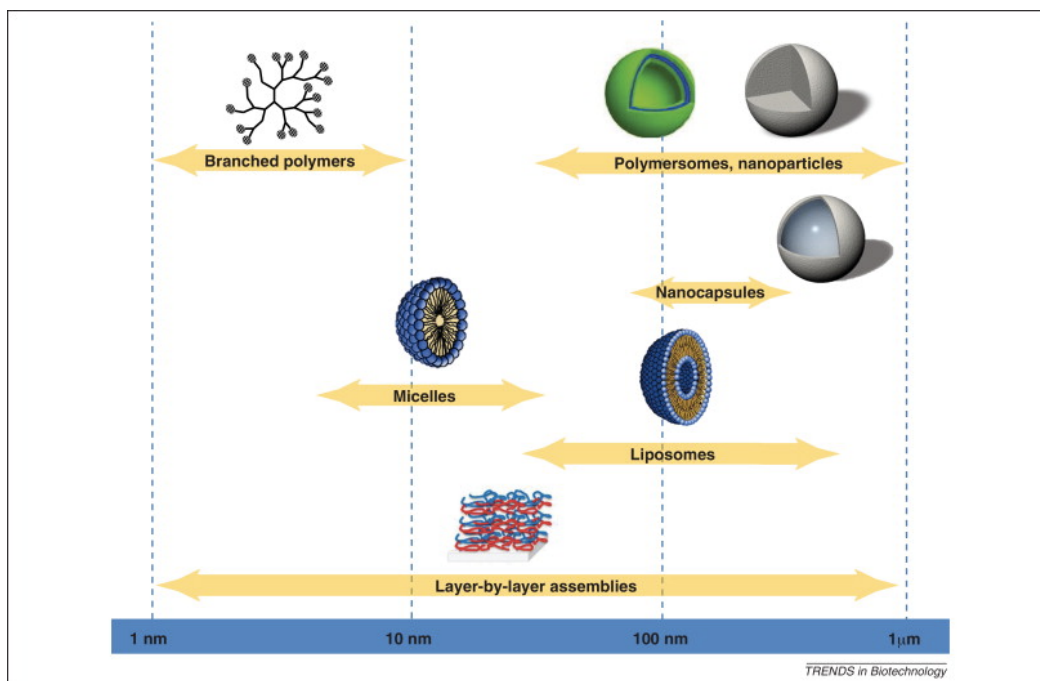 Branched polymers
Polymersomes, nanoparticles
Nanocapsules
Micelles
Liposomes
Layer-by-layer assemblies
1 nm 10 nm 100 nm 1μm
TRENDS in Biotechnology